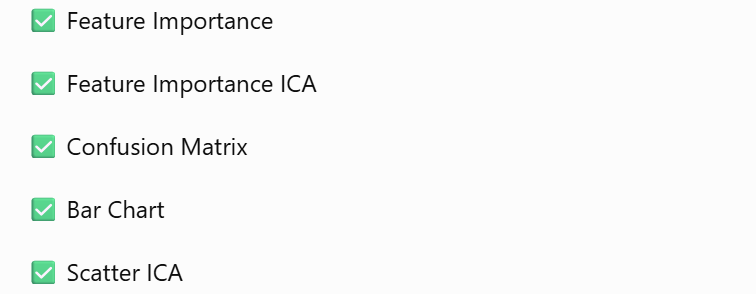 ✅ Feature Importance
✅ Feature Importance ICA
✅ Confusion Matrix
✅ Bar Chart
✅ Scatter ICA